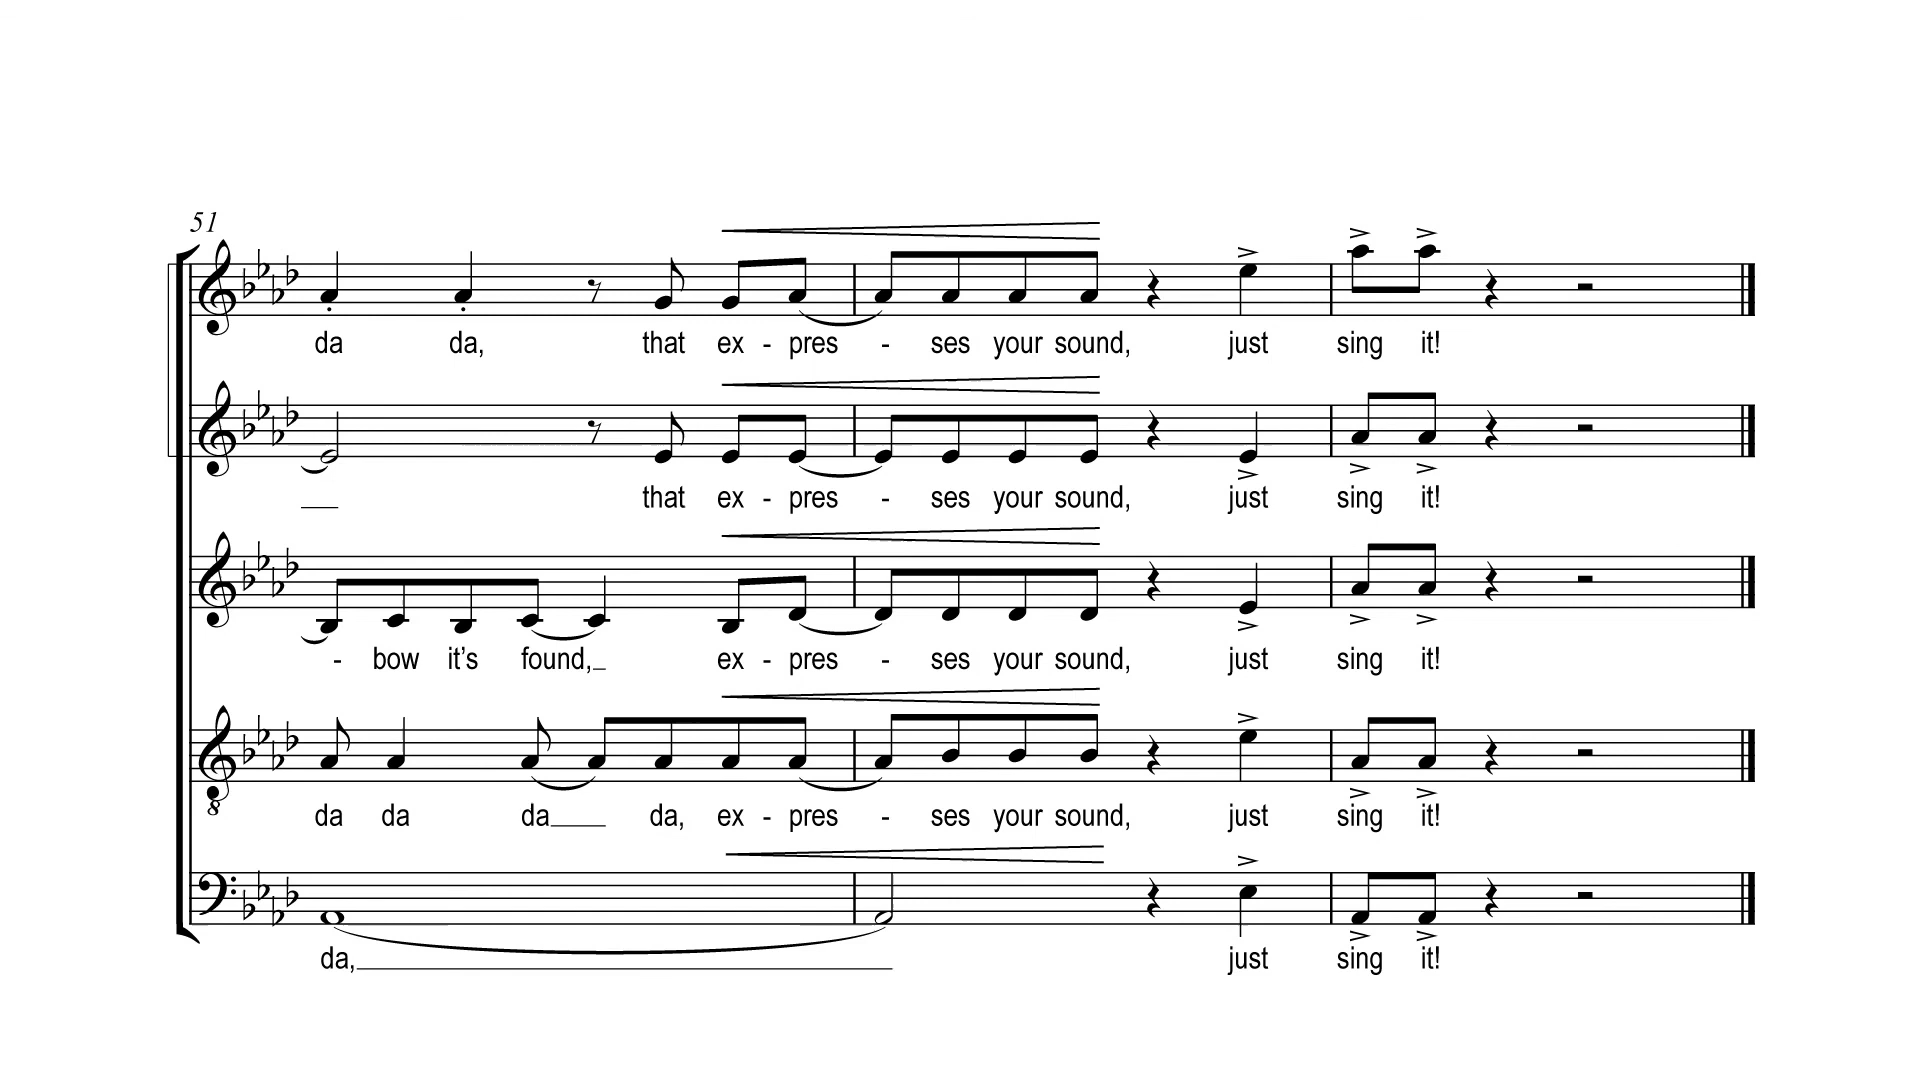 51
da da, that ex - pres - ses your sound, just sing it!
that ex - pres - ses your sound, just sing it!
- bow it's found, ex - pres - ses your sound, just sing it!
8
da da da da, ex - pres - ses your sound, just sing it!
da, just sing it!